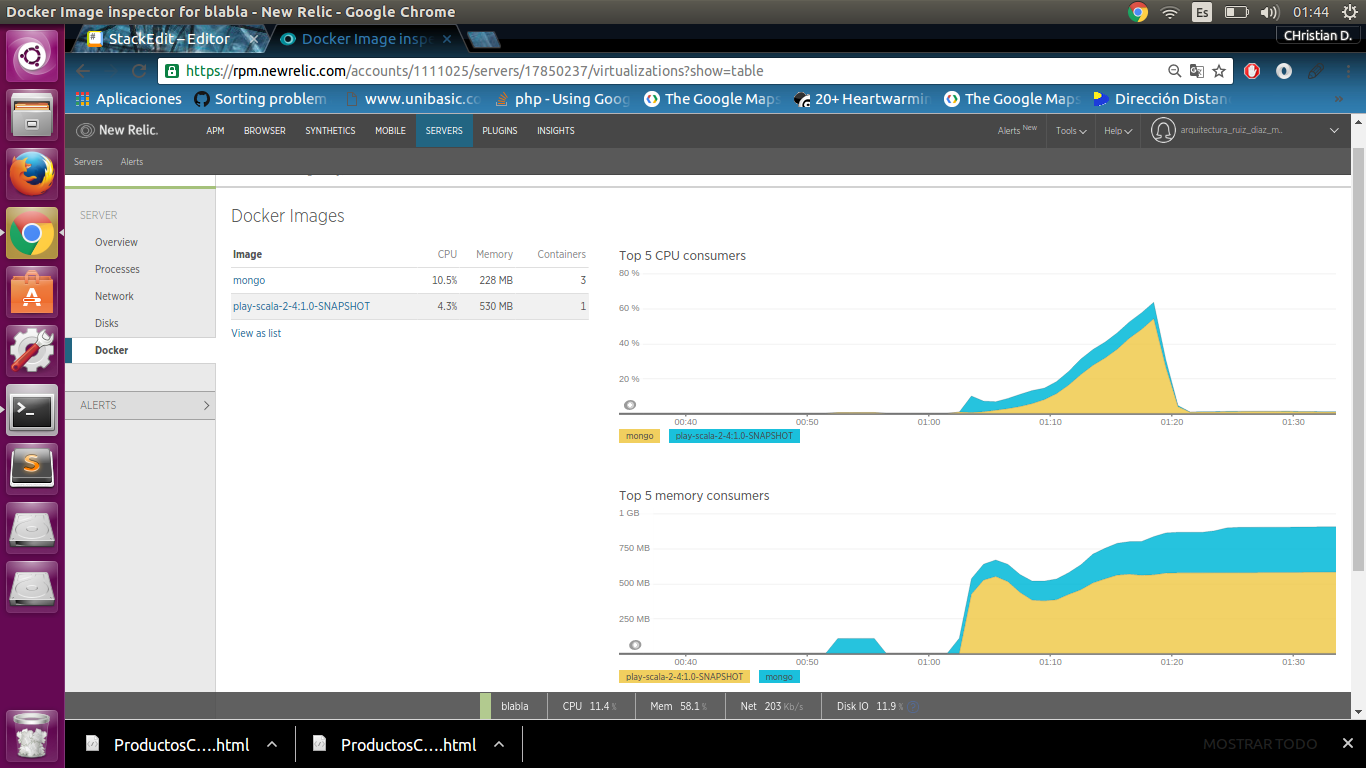 Docker Image inspector for blabla - New Relic - Google Chrome
Es
01:44
StackEdit – Editor
Docker Image insp
CHristian D.
https://rpm.newrelic.com/accounts/1111025/servers/17850237/virtualizations?show=table
Aplicaciones
Sorting problem
www.unibasic.co
php - Using Goog
The Google Maps
20+ Heartwarmin
The Google Maps
Dirección Distan
»
New Relic.
APM
BROWSER
SYNTHETICS
MOBILE
SERVERS
PLUGINS
INSIGHTS
Alerts New
Tools
Help
arquitectura_ruiz_diaz_m..
Servers
Alerts
SERVER
Overview
Processes
Network
Disks
Docker
ALERTS
Docker Images
Image CPU Memory Containers
mongo 10.5% 228 MB 3
play-scala-2-4:1.0-SNAPSHOT 4.3% 530 MB 1
View as list
Top 5 CPU consumers
80 %
60 %
40 %
20 %
00:40 00:50 01:00 01:10 01:20 01:30
mongo play-scala-2-4:1.0-SNAPSHOT
Top 5 memory consumers
1 GB
750 MB
500 MB
250 MB
00:40 00:50 01:00 01:10 01:20 01:30
play-scala-2-4:1.0-SNAPSHOT mongo
blabla CPU 11.4 % Mem 58.1 % Net 203 Kb/s Disk IO 11.9 %
ProductosC....html
ProductosC....html
MOSTRAR TODO